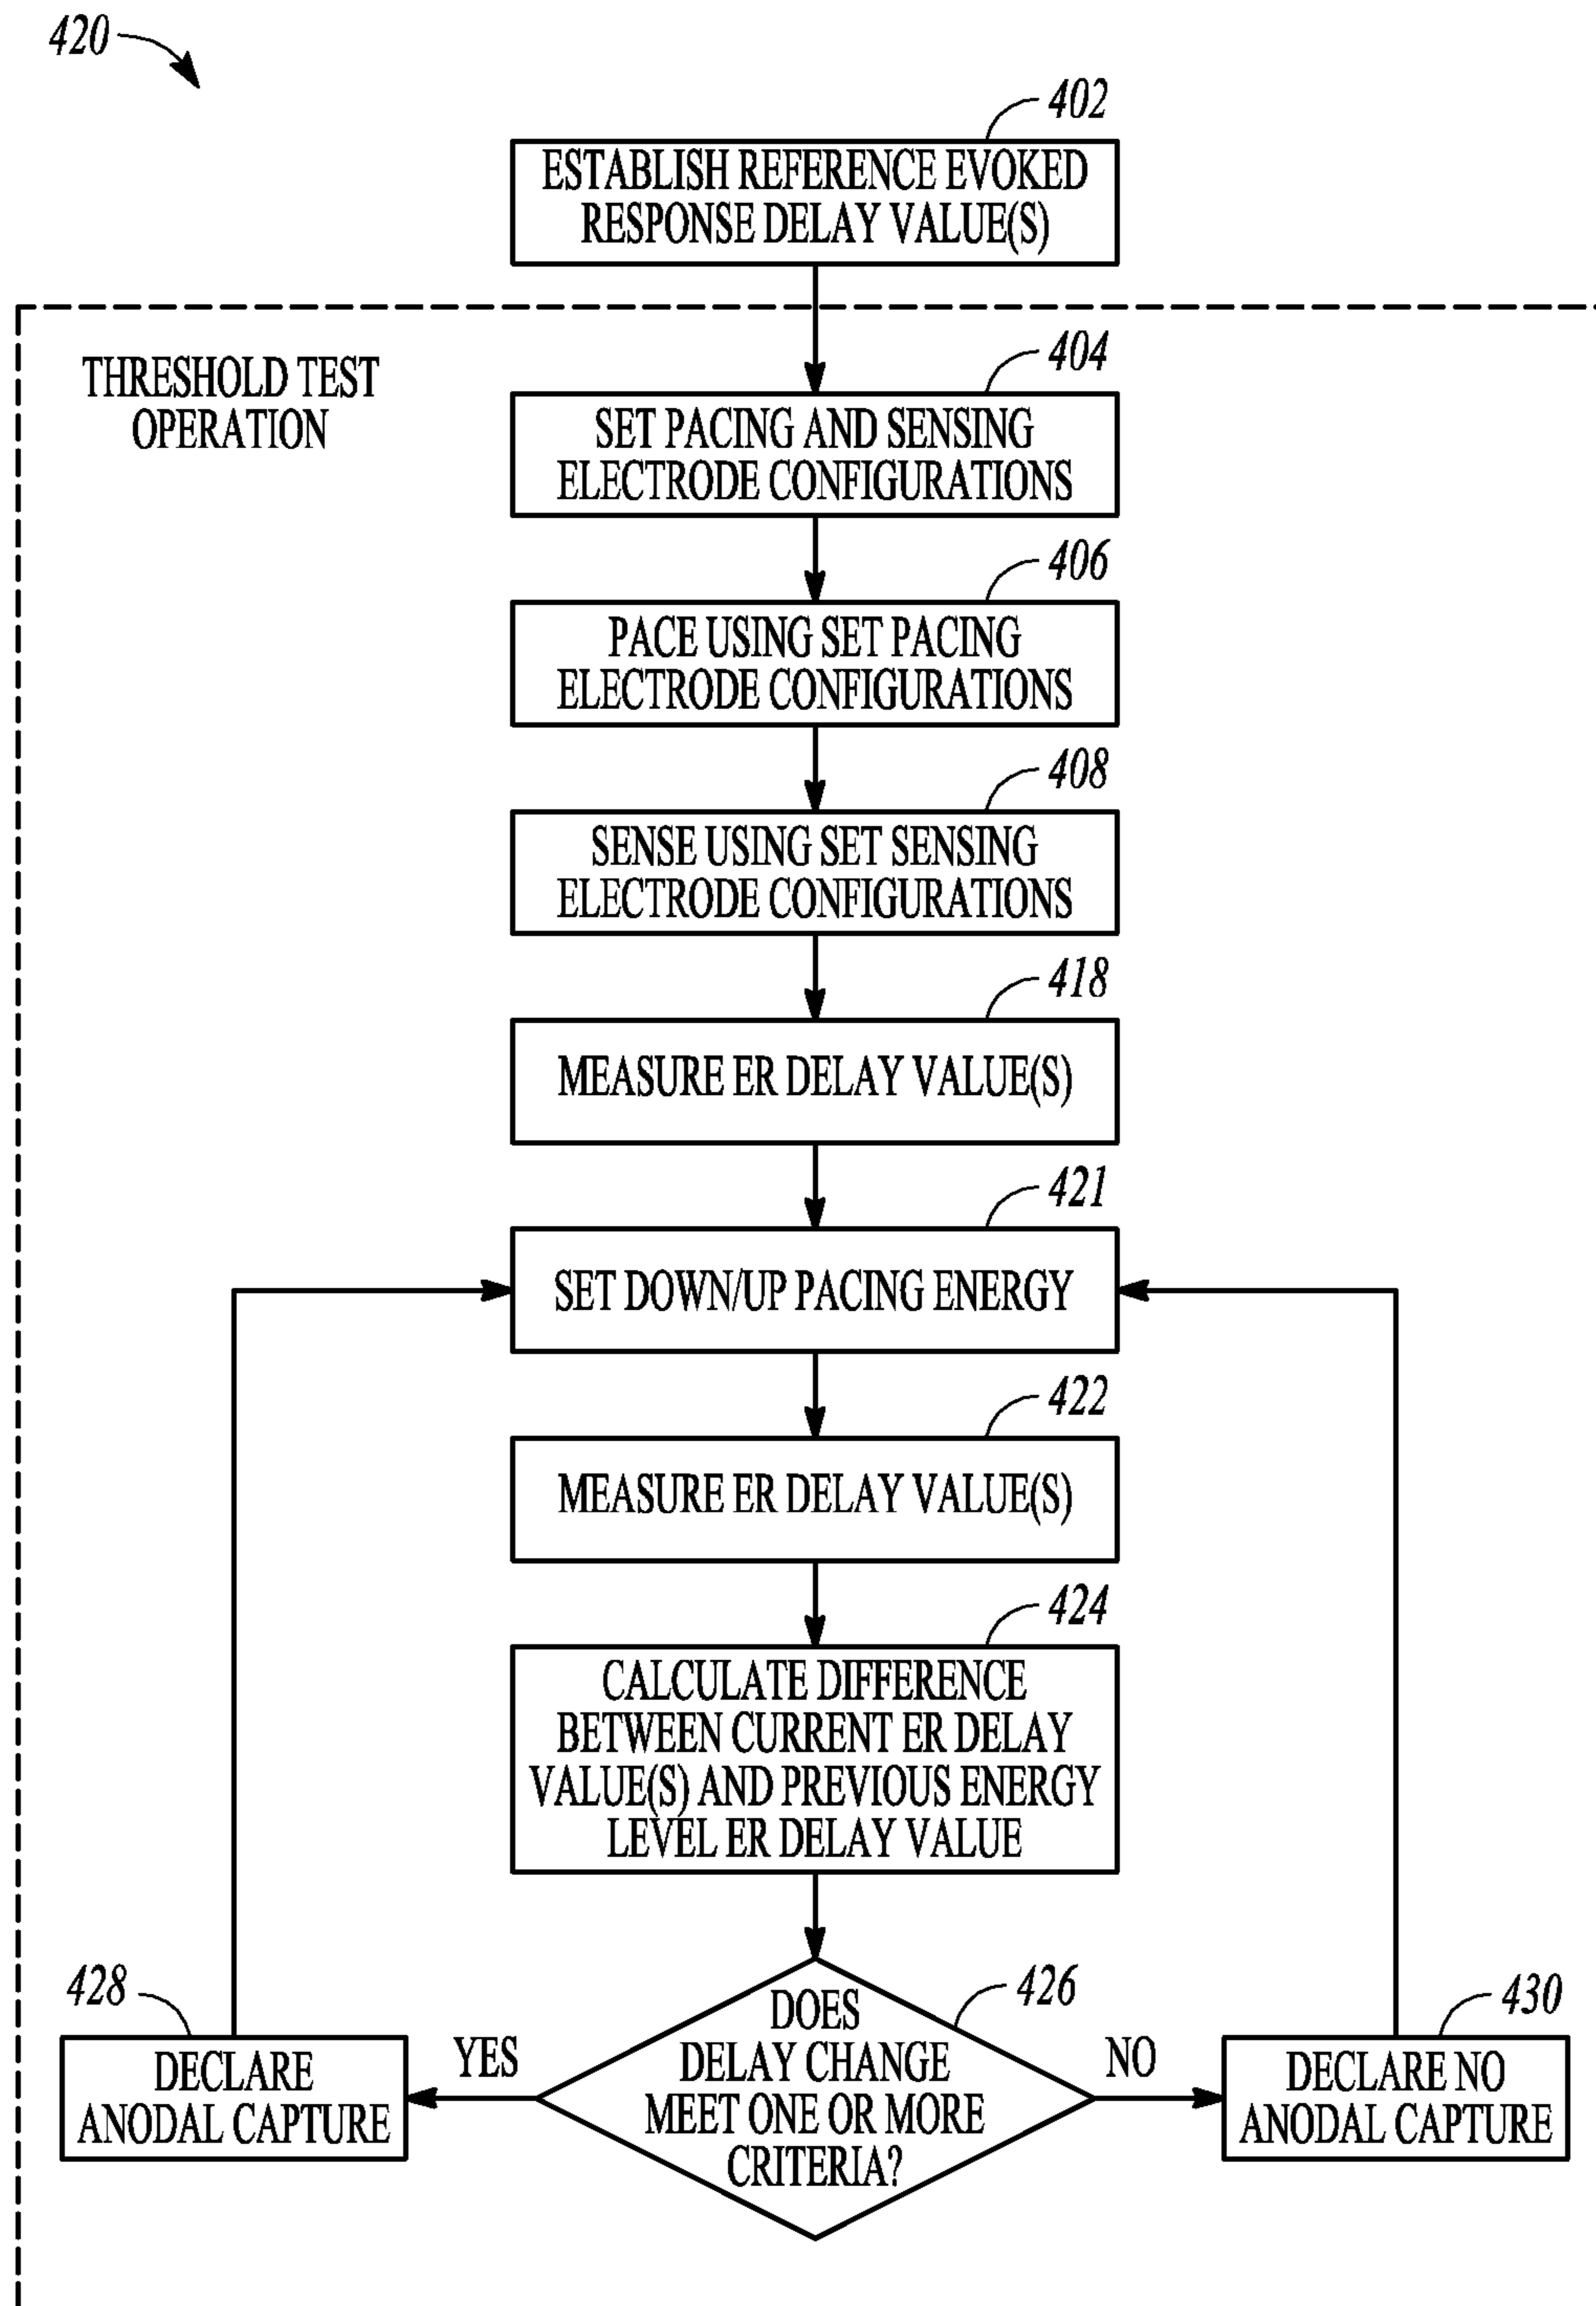 420
402
ESTABLISH REFERENCE EVOKED
RESPONSE DELAY VALUE(S)
THRESHOLD TEST
OPERATION
404
SET PACING AND SENSING
ELECTRODE CONFIGURATIONS
406
PACE USING SET PACING
ELECTRODE CONFIGURATIONS
408
SENSE USING SET SENSING
ELECTRODE CONFIGURATIONS
418
MEASURE ER DELAY VALUE(S)
421
SET DOWN/UP PACING ENERGY
422
MEASURE ER DELAY VALUE(S)
424
CALCULATE DIFFERENCE
BETWEEN CURRENT ER DELAY
VALUE(S) AND PREVIOUS ENERGY
LEVEL ER DELAY VALUE
426
DOES
DELAY CHANGE
MEET ONE OR MORE
CRITERIA?
YES
428
DECLARE
ANODAL CAPTURE
NO
430
DECLARE NO
ANODAL CAPTURE